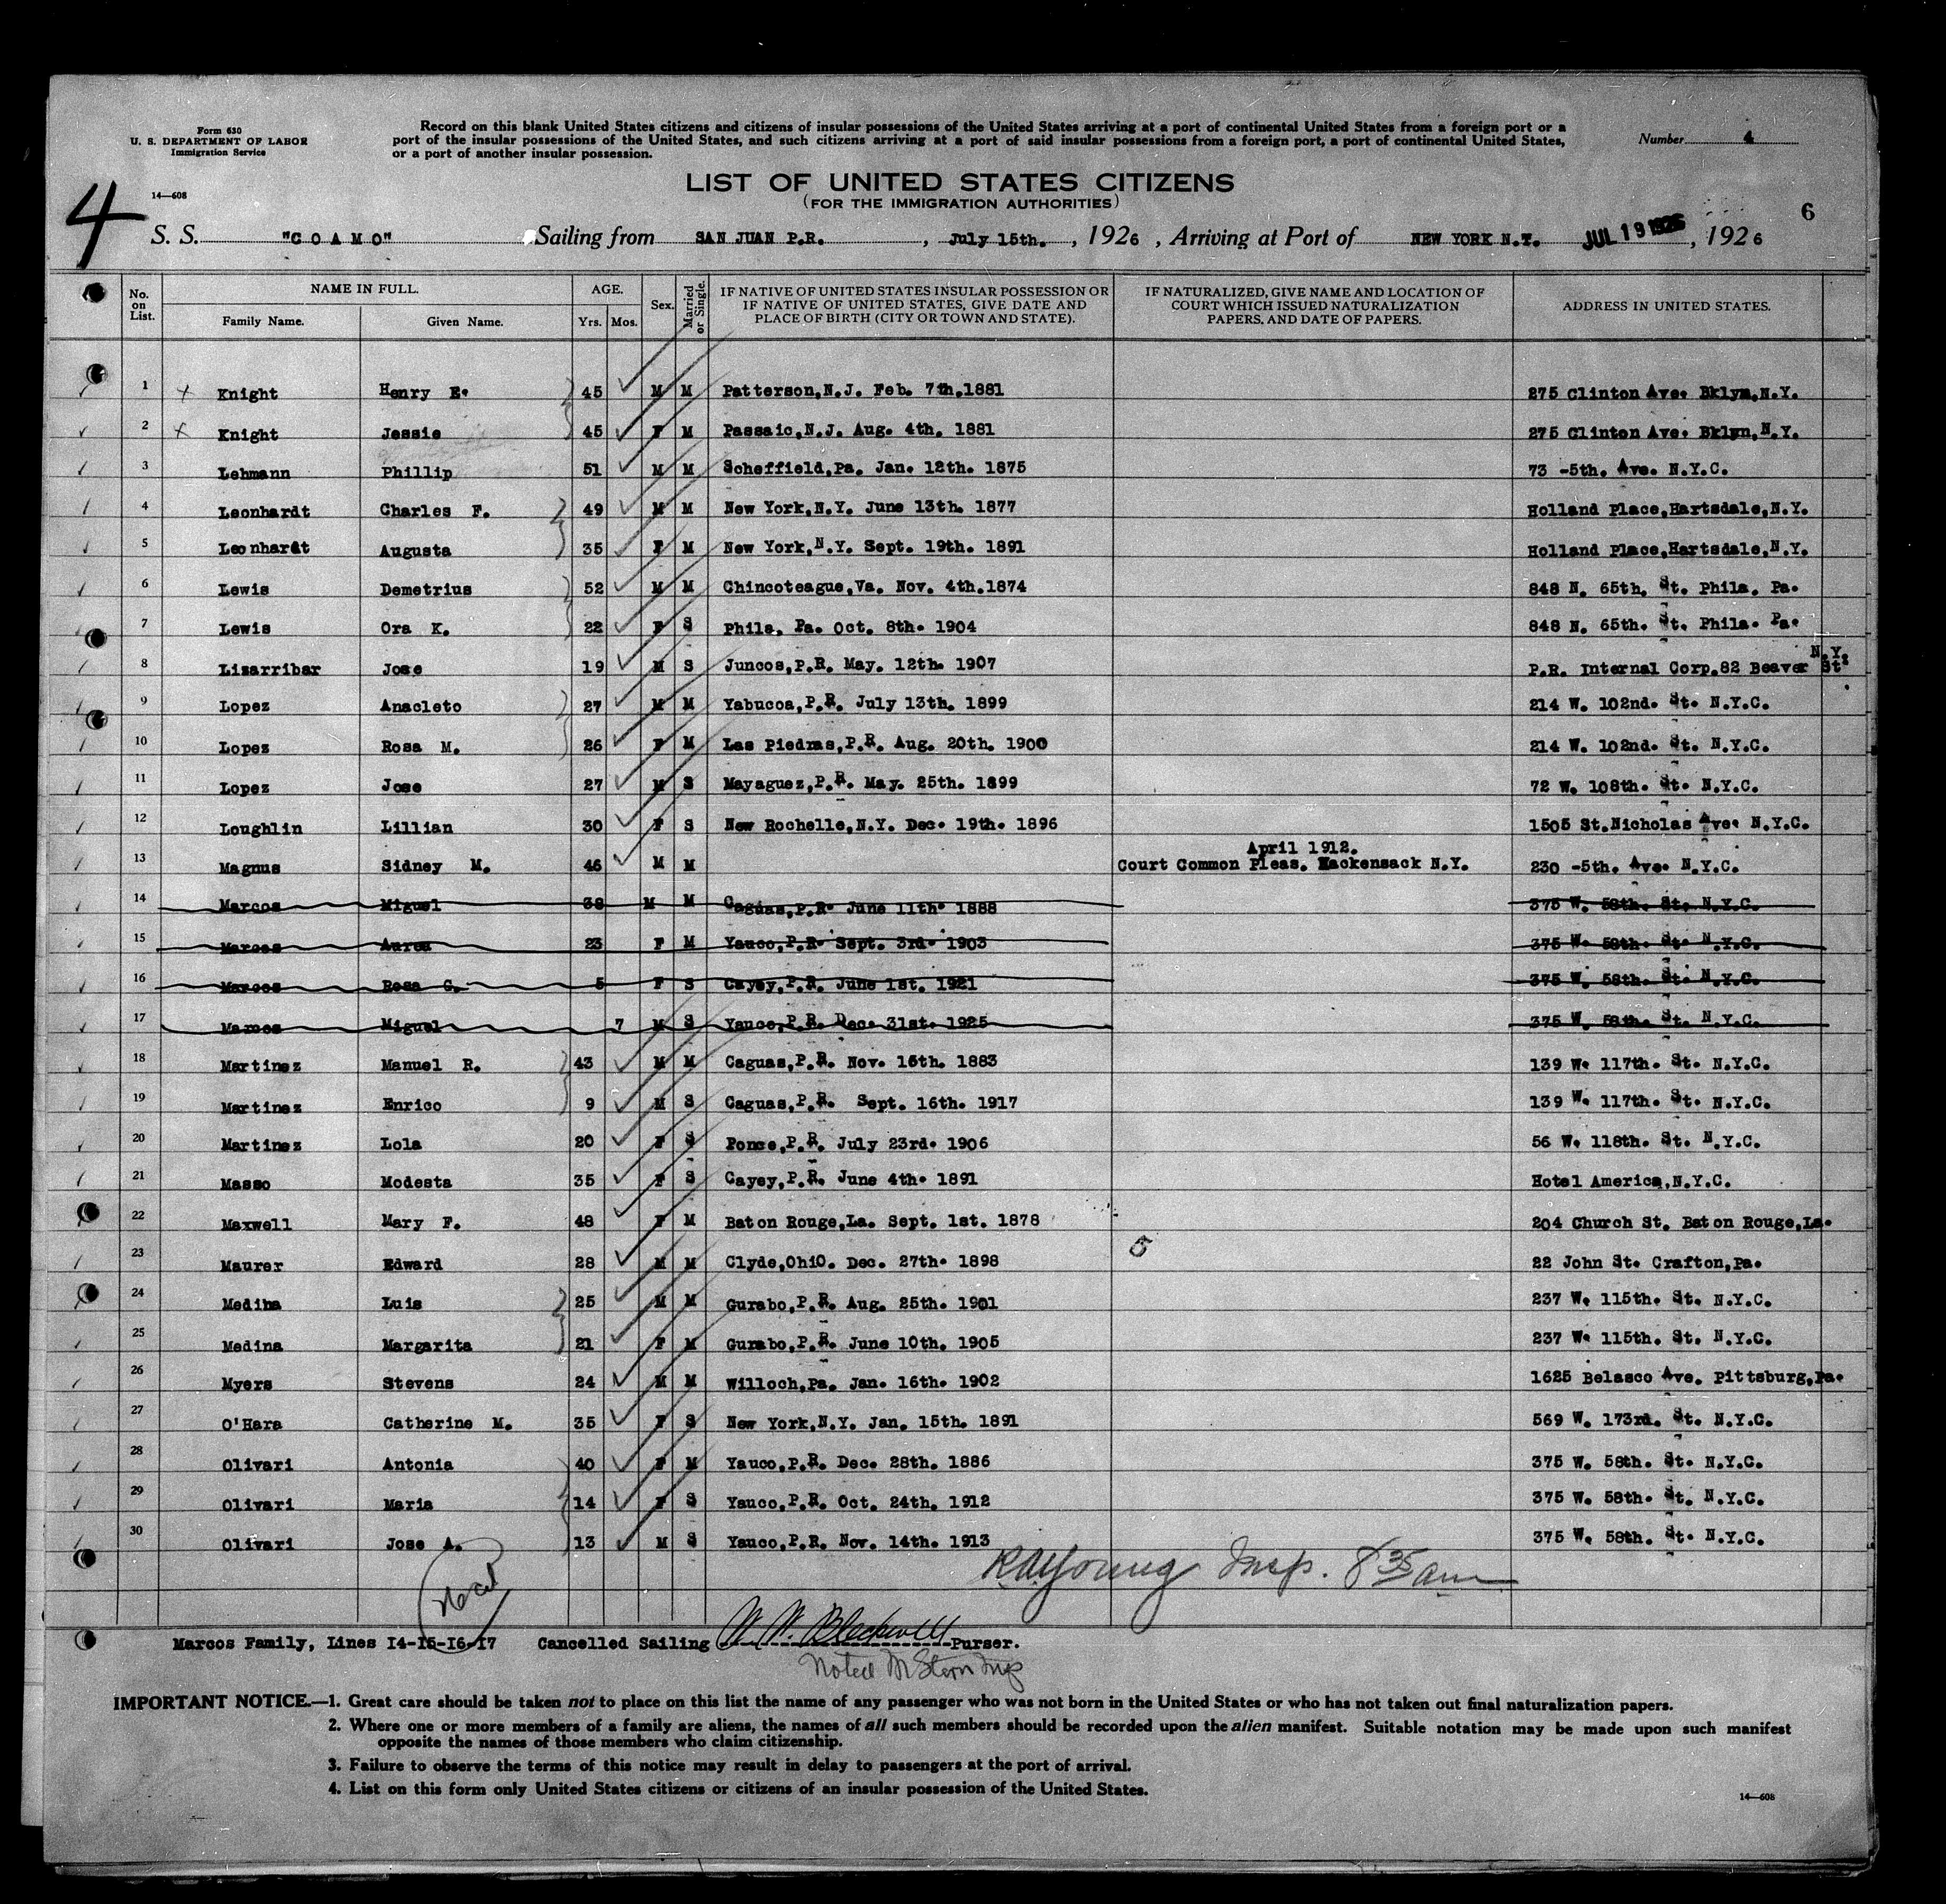 Form 630
U. S. DEPARTMENT OF LABOR
Immigration Service
Record on this blank United States citizens and citizens of insular possessions of the United States arriving at a port of continental United States from a foreign port or a
port of the insular possessions of the United States, and such citizens arriving at a port of said insular possessions from a foreign port, a port of continental United States,
or a port of another insular possession.
Number 4
14—608
4
LIST OF UNITED STATES CITIZENS
(FOR THE IMMIGRATION AUTHORITIES)
6
S. S. "COAMO" Sailing from SAN JUAN P.R. , July 15th. , 1926 , Arriving at Port of NEW YORK N.Y. JUL 19 1926 , 1926
No. on List. NAME IN FULL. Family Name. Given Name. AGE. Yrs. Mos. Sex. Married or Single. IF NATIVE OF UNITED STATES INSULAR POSSESSION OR IF NATIVE OF UNITED STATES, GIVE DATE AND PLACE OF BIRTH (CITY OR TOWN AND STATE). IF NATURALIZED, GIVE NAME AND LOCATION OF COURT WHICH ISSUED NATURALIZATION PAPERS, AND DATE OF PAPERS. ADDRESS IN UNITED STATES.
1 Knight Henry E. 45 M M Patterson,N.J. Feb. 7th.1881 275 Clinton Ave. Bklyn,N.Y.
2 Knight Jessie 45 F M Passaic,N.J. Aug. 4th. 1881 275 Clinton Ave. Bklyn,N.Y.
3 Lehmann Phillip 51 M M Scheffield,Pa. Jan. 12th. 1875 73 -5th. Ave. N.Y.C.
4 Leonhardt Charles F. 49 M M New York,N.Y. June 13th. 1877 Holland Place,Hartsdale,N.Y.
5 Leonhardt Augusta 35 F M New York,N.Y. Sept. 19th. 1891 Holland Place,Hartsdale,N.Y.
6 Lewis Demetrius 52 M M Chincoteague,Va. Nov. 4th.1874 848 N. 65th. St. Phila. Pa.
7 Lewis Ora K. 22 F S Phila, Pa. Oct. 8th. 1904 848 N. 65th. St. Phila. Pa.
8 Lizarribar Jose 19 M S Juncos,P.R. May. 12th. 1907 P.R. Internal Corp.82 Beaver St. N.Y.
9 Lopez Anacleto 27 M M Yabucoa,P.R. July 13th. 1899 214 W. 102nd. St. N.Y.C.
10 Lopez Rosa M. 26 F M Las Piedras,P.R. Aug. 20th. 1900 214 W. 102nd. St. N.Y.C.
11 Lopez Jose 27 M S Mayaguez,P.R. May. 25th. 1899 72 W. 108th. St. N.Y.C.
12 Loughlin Lillian 30 F S New Rochelle,N.Y. Dec. 19th. 1896 1505 St.Nicholas Ave. N.Y.C.
13 Magnus Sidney M. 46 M M April 1912. Court Common Pleas. Hackensack N.Y. 230 -5th. Ave. N.Y.C.
14 Marcos Miguel 38 M M Caguas,P.R. June 11th. 1888 375 W. 58th. St. N.Y.C.
15 Marcos Aurea 23 F M Yauco,P.R. Sept. 3rd. 1903 375 W. 58th. St. N.Y.C.
16 Marcos Rosa C. 5 F S Cayey,P.R. June 1st. 1921 375 W. 58th. St. N.Y.C.
17 Marcos Miguel 7 M S Yauco,P.R. Dec. 31st. 1925 375 W. 58th. St. N.Y.C.
18 Martinez Manuel R. 43 M M Caguas,P.R. Nov. 15th. 1883 139 W. 117th. St. N.Y.C.
19 Martinez Enrico 9 M S Caguas,P.R. Sept. 16th. 1917 139 W. 117th. St. N.Y.C.
20 Martinez Lola 20 F S Ponce,P.R. July 23rd. 1906 56 W. 118th. St. N.Y.C.
21 Masso Modesta 35 F S Cayey,P.R. June 4th. 1891 Hotel America,N.Y.C.
22 Maxwell Mary F. 48 F M Baton Rouge,La. Sept. 1st. 1878 204 Church St. Baton Rouge,La.
5
23 Maurer Edward 28 M M Clyde,OhiO. Dec. 27th. 1898 22 John St. Crafton,Pa.
24 Medina Luis 25 M M Gurabo,P.R. Aug. 25th. 1901 237 W. 115th. St. N.Y.C.
25 Medina Margarita 21 F M Gurabo,P.R. June 10th. 1905 237 W. 115th. St. N.Y.C.
26 Myers Stevens 24 M M Willoch,Pa. Jan. 16th. 1902 1625 Belasco Ave. Pittsburg,Pa.
27 O'Hara Catherine M. 35 F S New York,N.Y. Jan. 15th. 1891 569 W. 173rd. St. N.Y.C.
28 Olivari Antonia 40 F M Yauco,P.R. Dec. 28th. 1886 375 W. 58th. St. N.Y.C.
29 Olivari Maria 14 F S Yauco,P.R. Oct. 24th. 1912 375 W. 58th. St. N.Y.C.
30 Olivari Jose A. 13 M S Yauco,P.R. Nov. 14th. 1913 375 W. 58th. St. N.Y.C.
RAYoung Insp. 8 35 am
Marcos Family, Lines 14-15-16-17 Cancelled Sailing W. W. Blackwell Purser.
Noted M Stern Insp
IMPORTANT NOTICE.—1. Great care should be taken not to place on this list the name of any passenger who was not born in the United States or who has not taken out final naturalization papers.
2. Where one or more members of a family are aliens, the names of all such members should be recorded upon the alien manifest. Suitable notation may be made upon such manifest
opposite the names of those members who claim citizenship.
3. Failure to observe the terms of this notice may result in delay to passengers at the port of arrival.
4. List on this form only United States citizens or citizens of an insular possession of the United States.
14—608